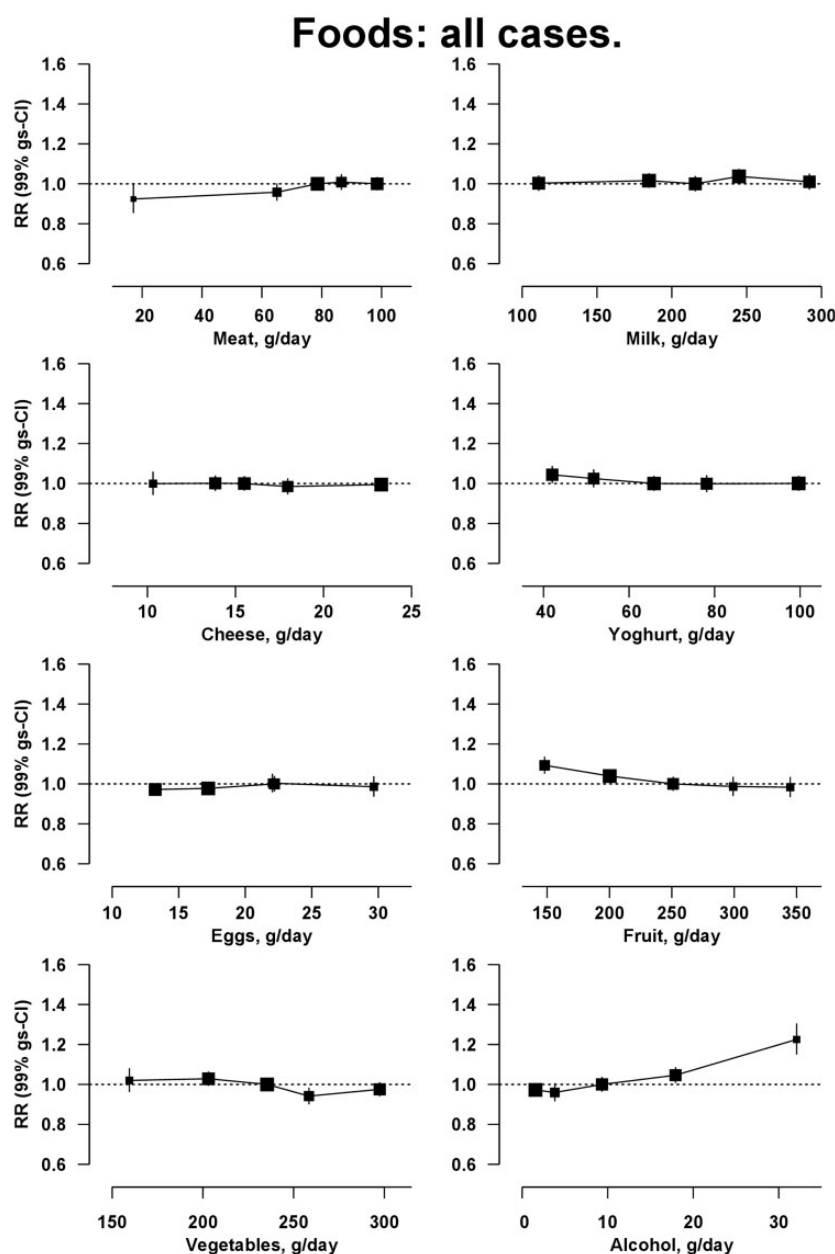 Foods: all cases.
RR (99% gs-CI)
1.6
1.4
1.2
1.0
0.8
0.6
20 40 60 80 100
Meat, g/day
1.6
1.4
1.2
1.0
0.8
0.6
100 150 200 250 300
Milk, g/day
RR (99% gs-CI)
1.6
1.4
1.2
1.0
0.8
0.6
10 15 20 25
Cheese, g/day
1.6
1.4
1.2
1.0
0.8
0.6
40 60 80 100
Yoghurt, g/day
RR (99% gs-CI)
1.6
1.4
1.2
1.0
0.8
0.6
10 15 20 25 30
Eggs, g/day
1.6
1.4
1.2
1.0
0.8
0.6
150 200 250 300 350
Fruit, g/day
RR (99% gs-CI)
1.6
1.4
1.2
1.0
0.8
0.6
150 200 250 300
Vegetables, g/day
1.6
1.4
1.2
1.0
0.8
0.6
0 10 20 30
Alcohol, g/day